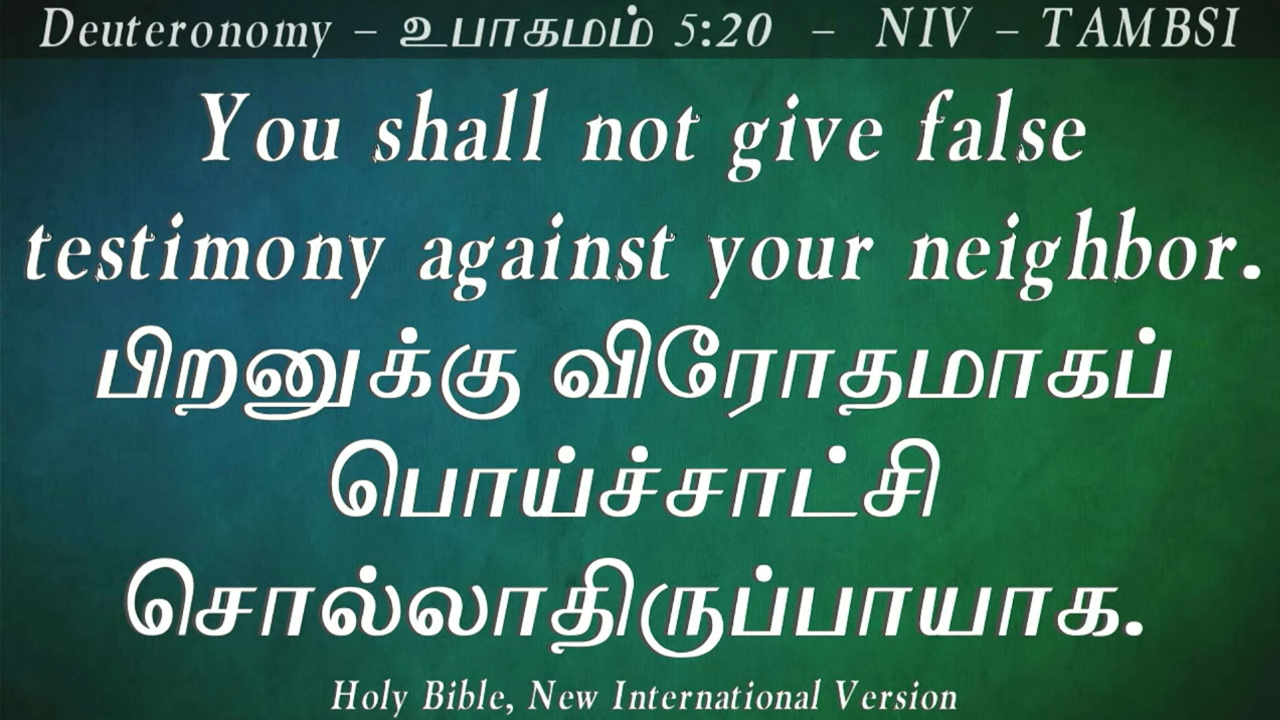 Deuteronomy – உபாகமம் 5:20 – NIV – TAMBSI
You shall not give false
testimony against your neighbor.
பிறனுக்கு விரோதமாகப்
பொய்ச்சாட்சி
சொல்லாதிருப்பாயாக.
Holy Bible, New International Version